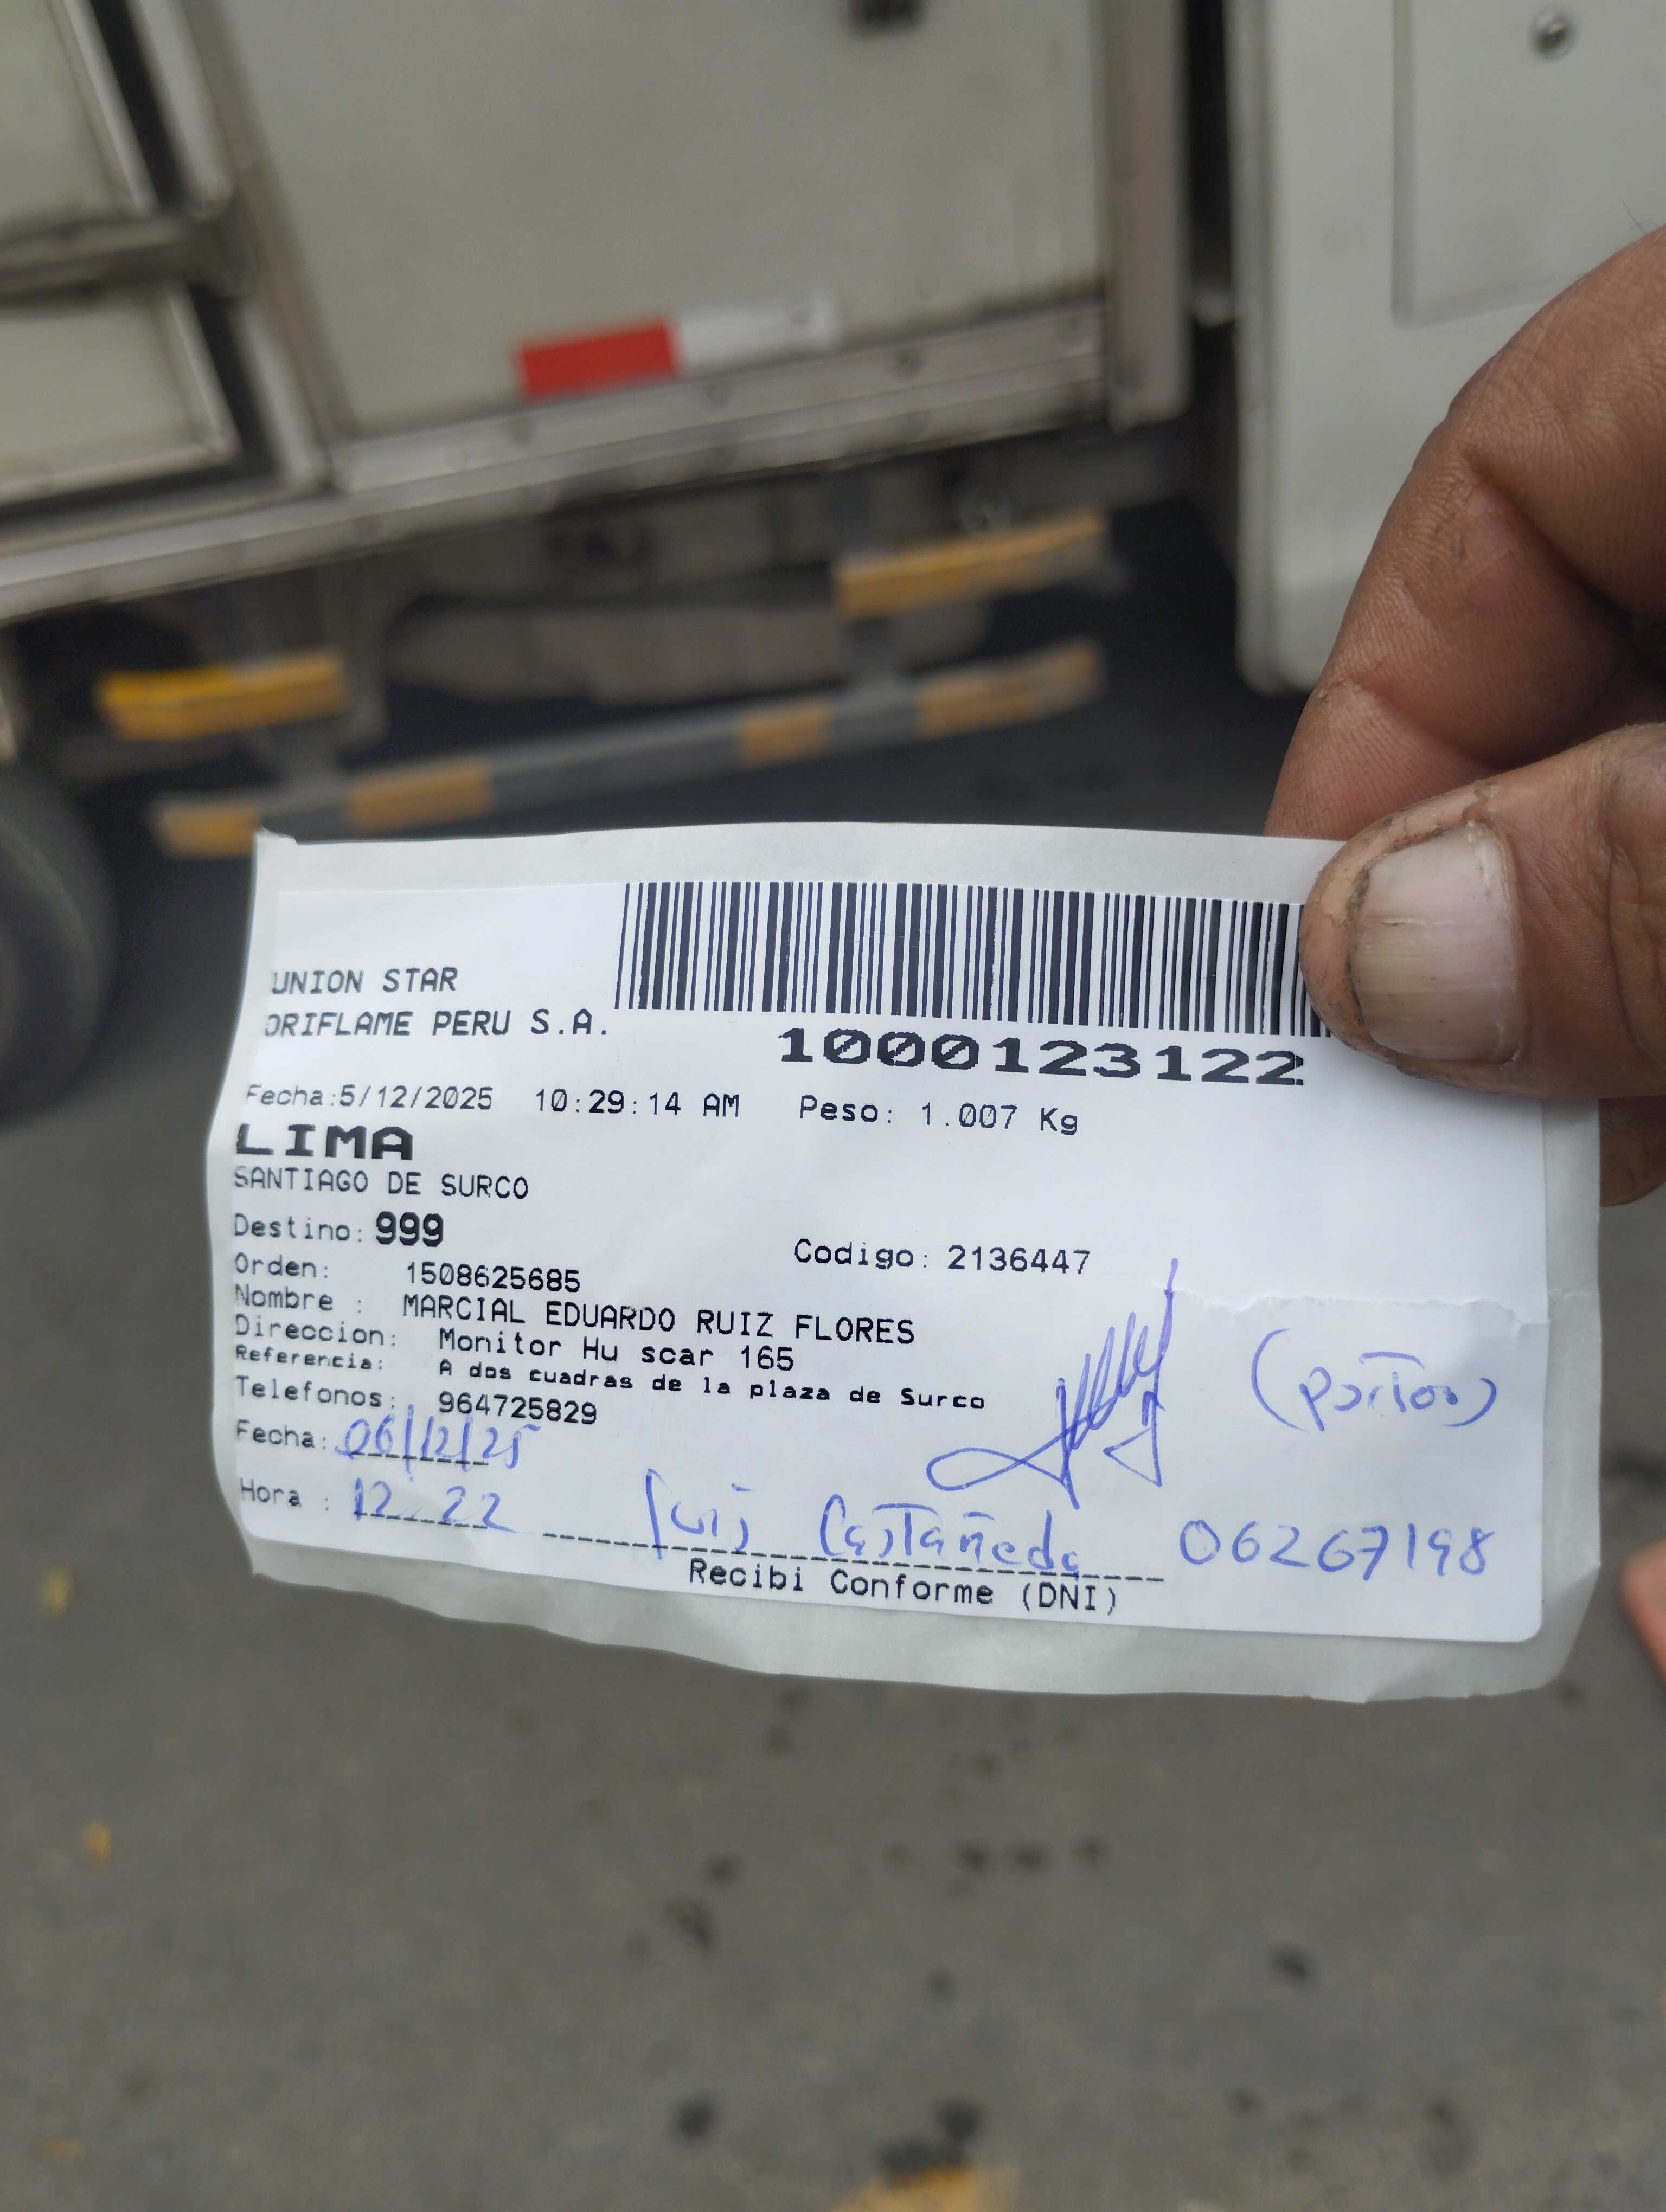 UNION STAR
ORIFLAME PERU S.A.
1000123122
Fecha:5/12/2025 10:29:14 AM Peso: 1.007 Kg
LIMA
SANTIAGO DE SURCO
Destino: 999
Codigo: 2136447
Orden: 1508625685
Nombre : MARCIAL EDUARDO RUIZ FLORES
Direccion: Monitor Hu scar 165
Referencia: A dos cuadras de la plaza de Surco
Telefonos: 964725829
Fecha: 06/12/25
Hora : 12 22 Luis Castañeda 06267198
Recibi Conforme (DNI)